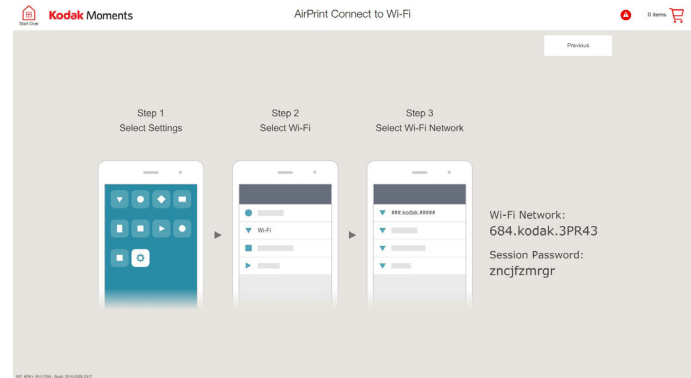 Start Over
Kodak Moments
AirPrint Connect to Wi-Fi
0 items
Previous
Step 1
Select Settings
Step 2
Select Wi-Fi
Step 3
Select Wi-Fi Network
Wi-Fi
###.kodak.#####
Wi-Fi Network:
684.kodak.3PR43
Session Password:
zncjfzmrgr